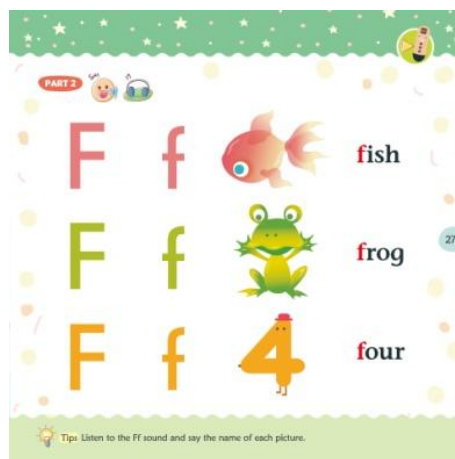 PART 2
F f fish
27
F f frog
F f 4 four
Tips Listen to the Ff sound and say the name of each picture.